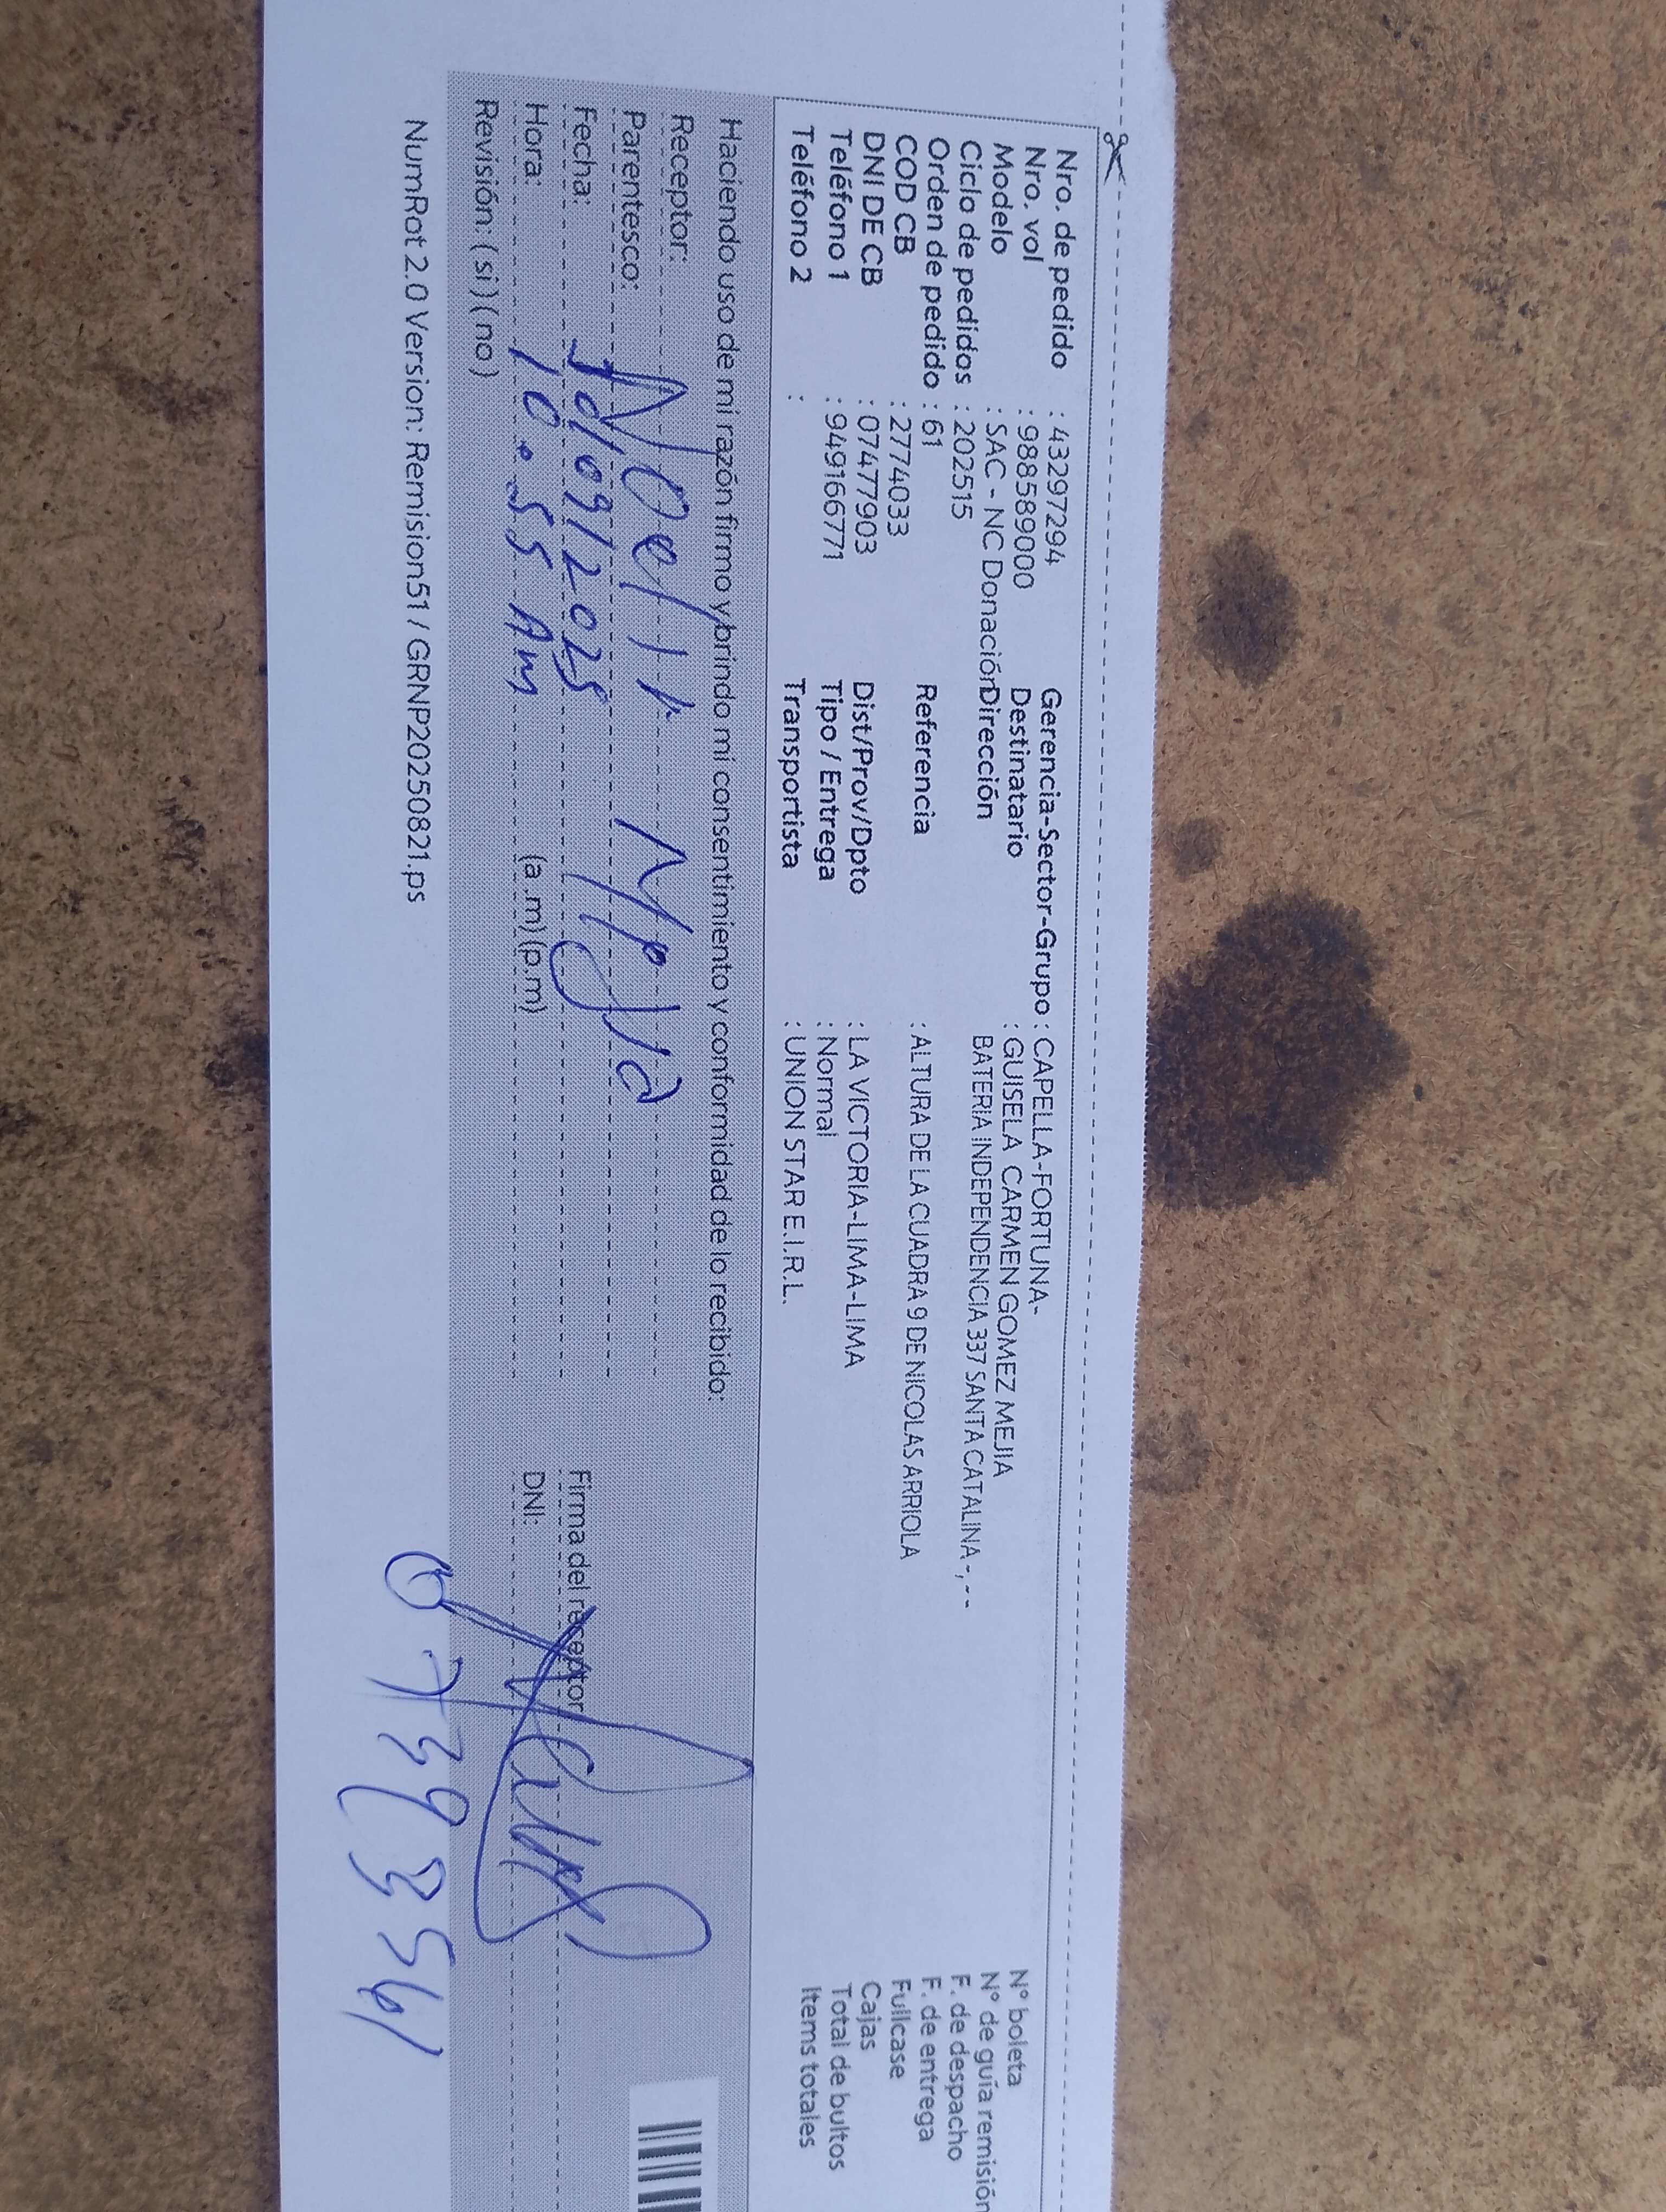 Nro. de pedido : 43297294 Gerencia-Sector-Grupo : CAPELLA-FORTUNA-
Nro. vol : 988589000 Destinatario : GUISELA CARMEN GOMEZ MEJIA
Modelo : SAC - NC Donación Dirección BATERIA INDEPENDENCIA 337 SANTA CATALINA -, - - Nº boleta
Ciclo de pedidos : 202515 Nº de guía remisión
Orden de pedido : 61 Referencia : ALTURA DE LA CUADRA 9 DE NICOLAS ARRIOLA F. de despacho
COD CB : 2774033 F. de entrega
DNI DE CB : 07477903 Dist/Prov/Dpto : LA VICTORIA-LIMA-LIMA Fullcase
Teléfono 1 : 949166771 Tipo / Entrega : Normal Cajas
Teléfono 2 : Transportista : UNION STAR E.I.R.L. Total de bultos
Items totales
Haciendo uso de mi razón firmo y brindo mi consentimiento y conformidad de lo recibido:
Receptor: Mejia
Parentesco:
Fecha: /09/2025 Firma del receptor
Hora: 10:55 Am (a.m) (p.m) DNI:
Revisión: ( si ) ( no )
NumRot 2.0 Version: Remision51 / GRNP20250821.ps